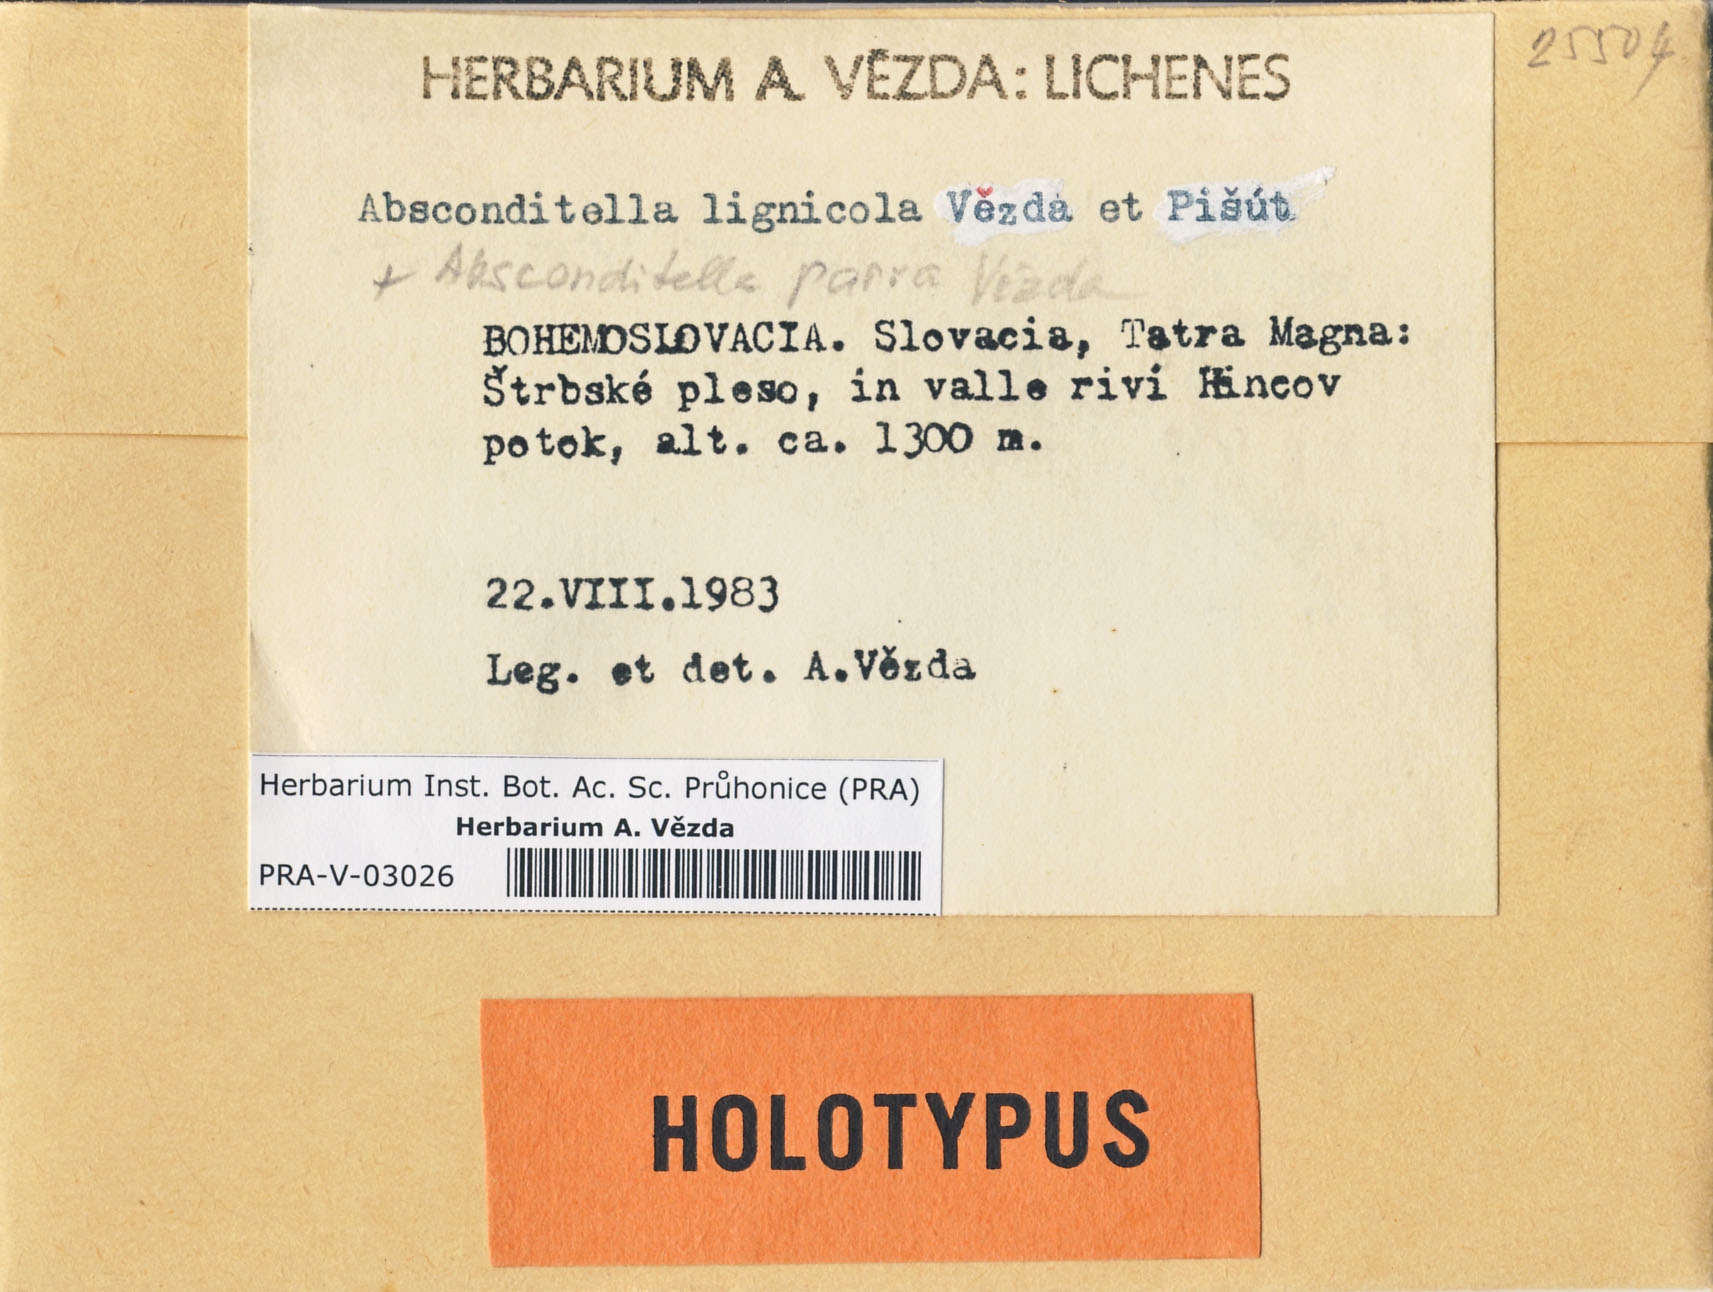 25504
HERBARIUM A. VĚZDA: LICHENES
Absconditella lignicola Vězda et Pišút
+ Absconditella parva Vězda
BOHEMOSLOVACIA. Slovacia, Tatra Magna:
Štrbské pleso, in valle rivi Hincov
potok, alt. ca. 1300 m.
22.VIII.1983
Leg. et det. A.Vězda
Herbarium Inst. Bot. Ac. Sc. Průhonice (PRA)
Herbarium A. Vězda
PRA-V-03026
HOLOTYPUS